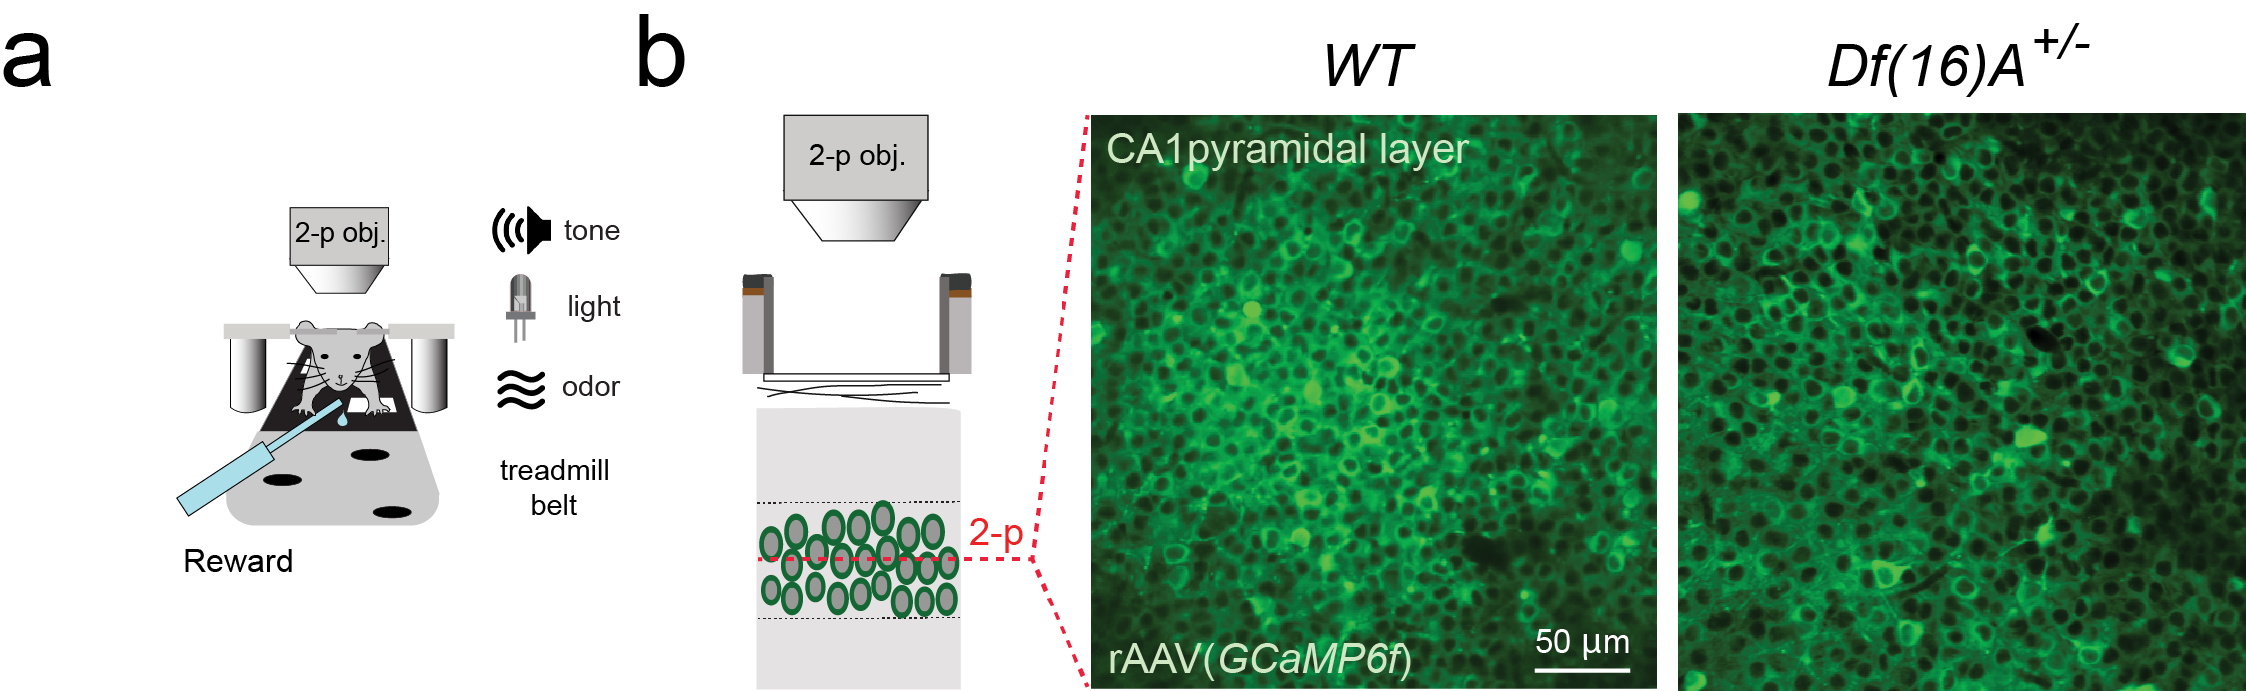 a
2-p obj.
tone
light
odor
treadmill
belt
Reward
b
2-p obj.
2-p
WT
CA1pyramidal layer
rAAV(GCaMP6f)
50 µm
Df(16)A+/-